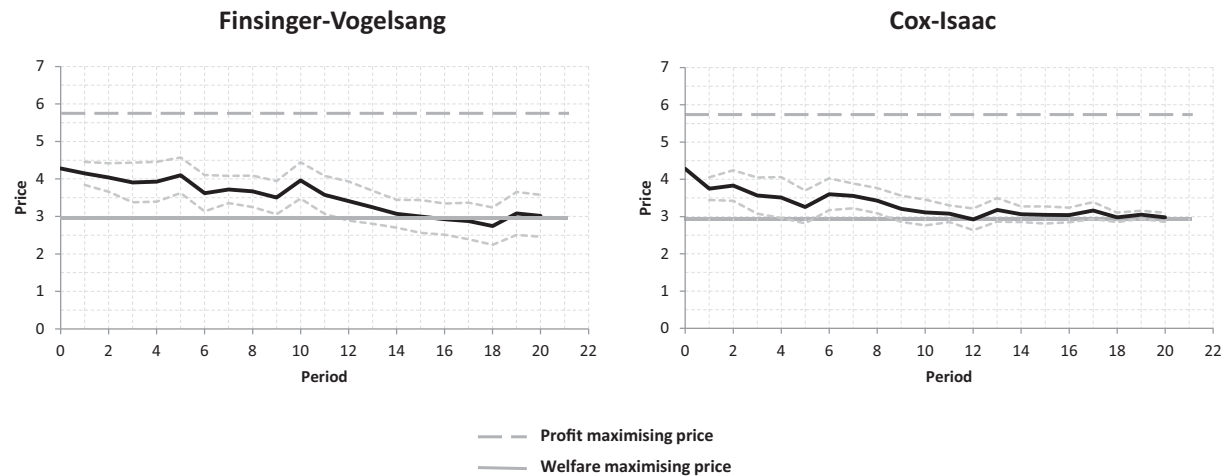 Finsinger-Vogelsang
7
6
5
4
3
2
1
0
Price
0 2 4 6 8 10 12 14 16 18 20 22
Period
Cox-Isaac
7
6
5
4
3
2
1
0
Price
0 2 4 6 8 10 12 14 16 18 20 22
Period
Profit maximising price
Welfare maximising price